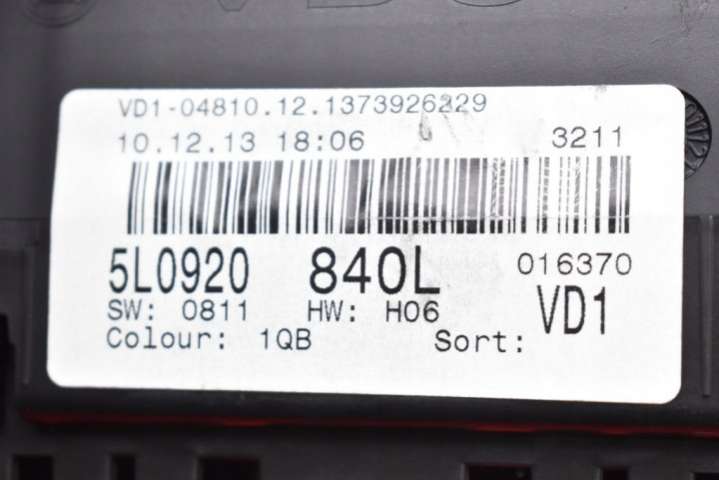 VD1-04810.12.1373926229
10.12.13 18:06 3211
5L0920 840L 016370
SW: 0811 HW: H06 VD1
Colour: 1QB Sort: